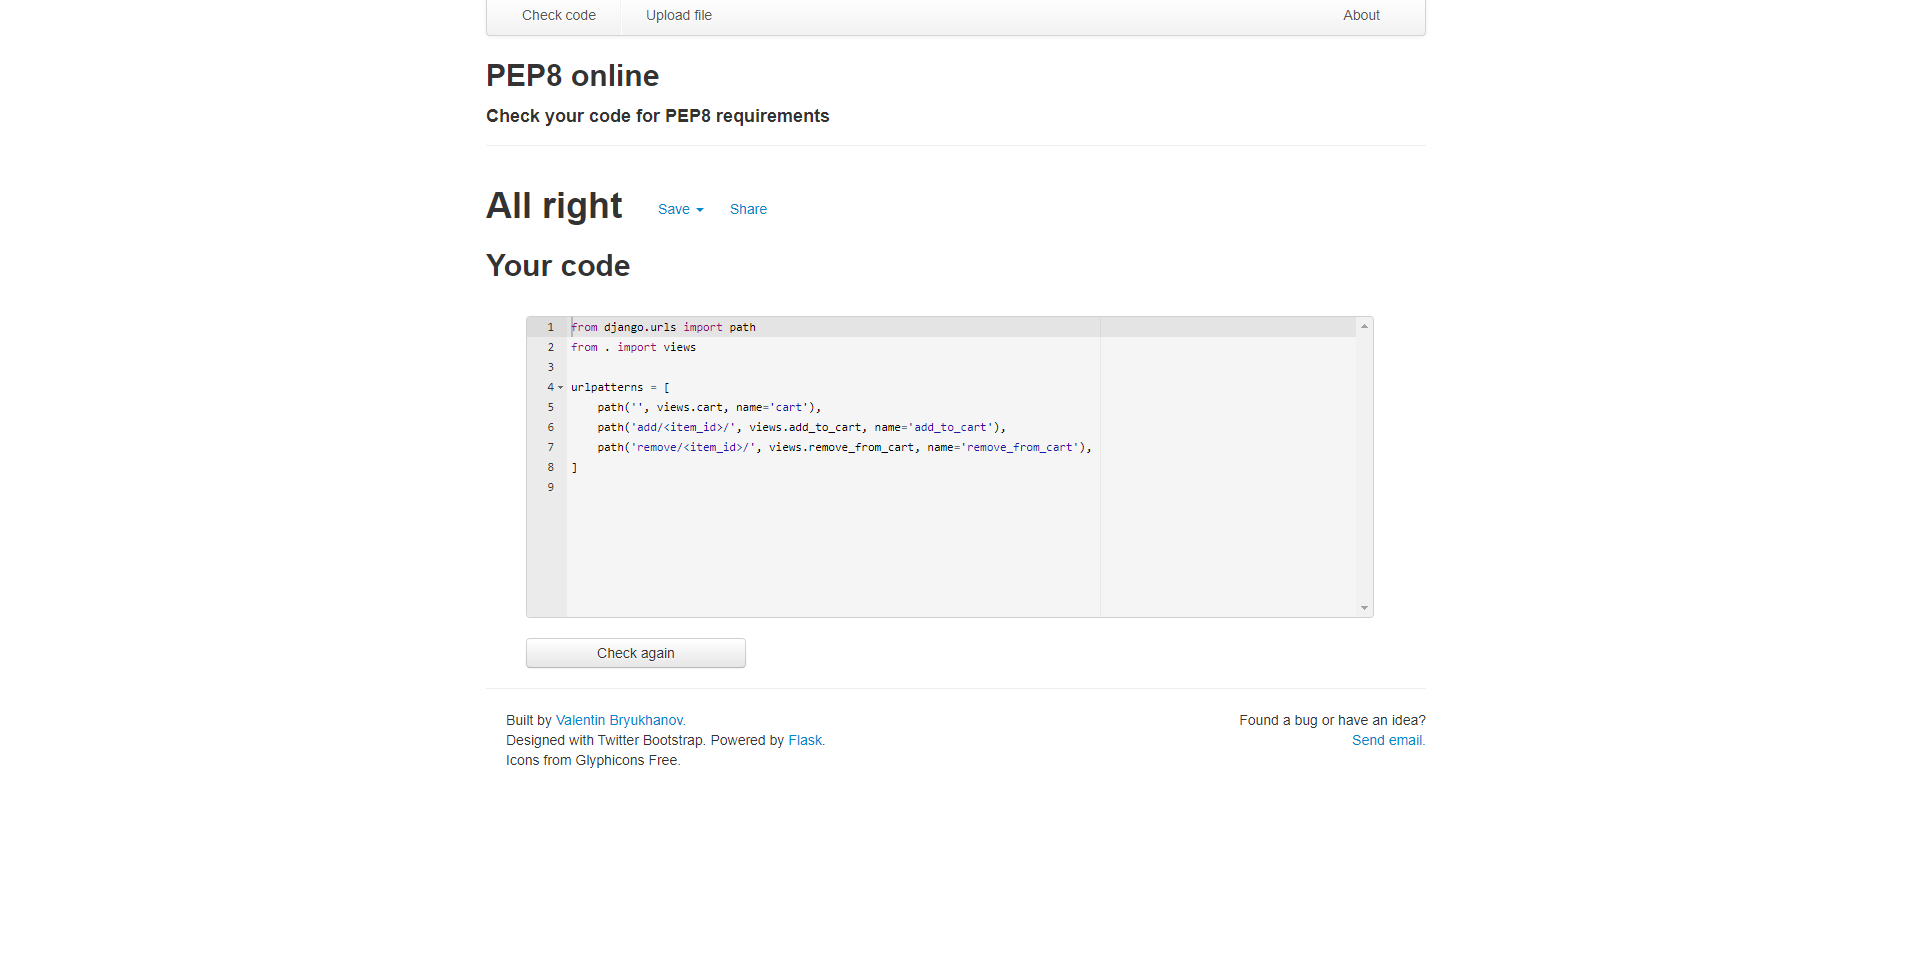 Check code Upload file About
PEP8 online
Check your code for PEP8 requirements
All right Save Share
Your code
1 from django.urls import path
2 from . import views
3
4 urlpatterns = [
5     path('', views.cart, name='cart'),
6     path('add/<item_id>/', views.add_to_cart, name='add_to_cart'),
7     path('remove/<item_id>/', views.remove_from_cart, name='remove_from_cart'),
8 ]
9
Check again
Built by Valentin Bryukhanov. Found a bug or have an idea?
Designed with Twitter Bootstrap. Powered by Flask. Send email.
Icons from Glyphicons Free.